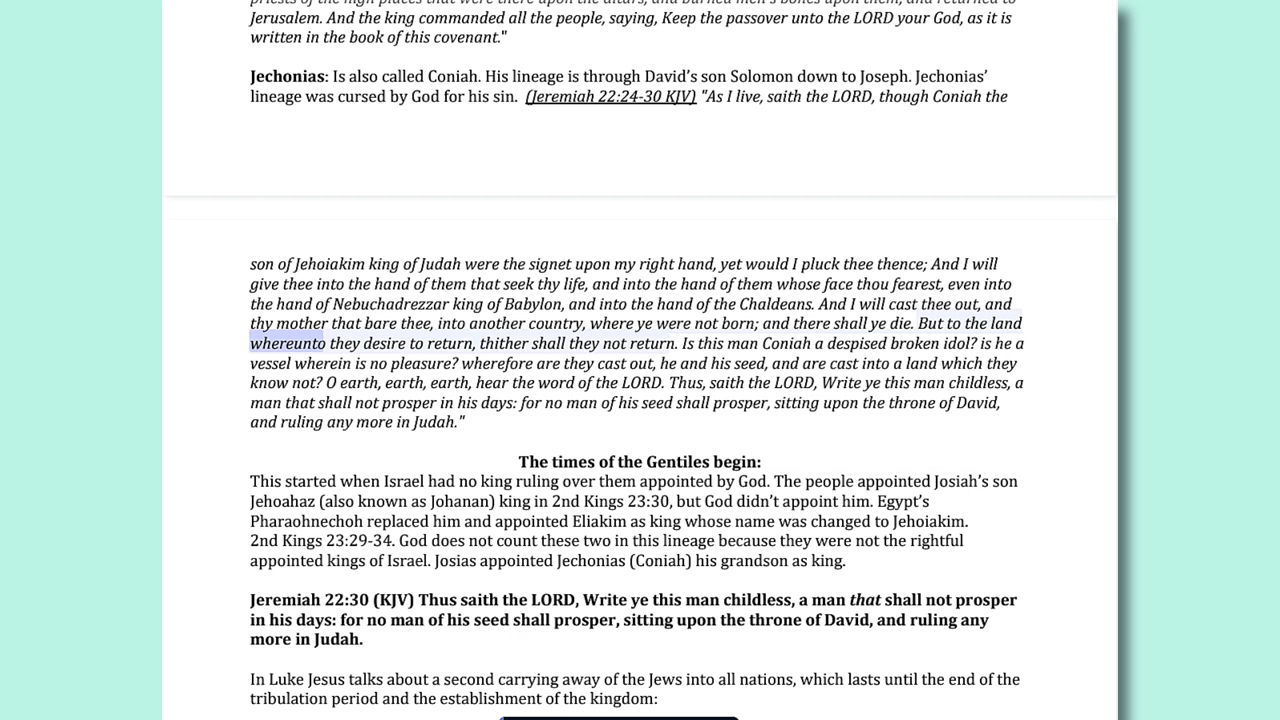 priests of the high places that were there upon the altars, and burned men's bones upon them, and returned to
Jerusalem. And the king commanded all the people, saying, Keep the passover unto the LORD your God, as it is
written in the book of this covenant."
Jechonias: Is also called Coniah. His lineage is through David’s son Solomon down to Joseph. Jechonias’
lineage was cursed by God for his sin. (Jeremiah 22:24-30 KJV) "As I live, saith the LORD, though Coniah the
son of Jehoiakim king of Judah were the signet upon my right hand, yet would I pluck thee thence; And I will
give thee into the hand of them that seek thy life, and into the hand of them whose face thou fearest, even into
the hand of Nebuchadrezzar king of Babylon, and into the hand of the Chaldeans. And I will cast thee out, and
thy mother that bare thee, into another country, where ye were not born; and there shall ye die. But to the land
whereunto they desire to return, thither shall they not return. Is this man Coniah a despised broken idol? is he a
vessel wherein is no pleasure? wherefore are they cast out, he and his seed, and are cast into a land which they
know not? O earth, earth, earth, hear the word of the LORD. Thus, saith the LORD, Write ye this man childless, a
man that shall not prosper in his days: for no man of his seed shall prosper, sitting upon the throne of David,
and ruling any more in Judah."
The times of the Gentiles begin:
This started when Israel had no king ruling over them appointed by God. The people appointed Josiah’s son
Jehoahaz (also known as Johanan) king in 2nd Kings 23:30, but God didn’t appoint him. Egypt’s
Pharaohnechoh replaced him and appointed Eliakim as king whose name was changed to Jehoiakim.
2nd Kings 23:29-34. God does not count these two in this lineage because they were not the rightful
appointed kings of Israel. Josias appointed Jechonias (Coniah) his grandson as king.
Jeremiah 22:30 (KJV) Thus saith the LORD, Write ye this man childless, a man that shall not prosper
in his days: for no man of his seed shall prosper, sitting upon the throne of David, and ruling any
more in Judah.
In Luke Jesus talks about a second carrying away of the Jews into all nations, which lasts until the end of the
tribulation period and the establishment of the kingdom: